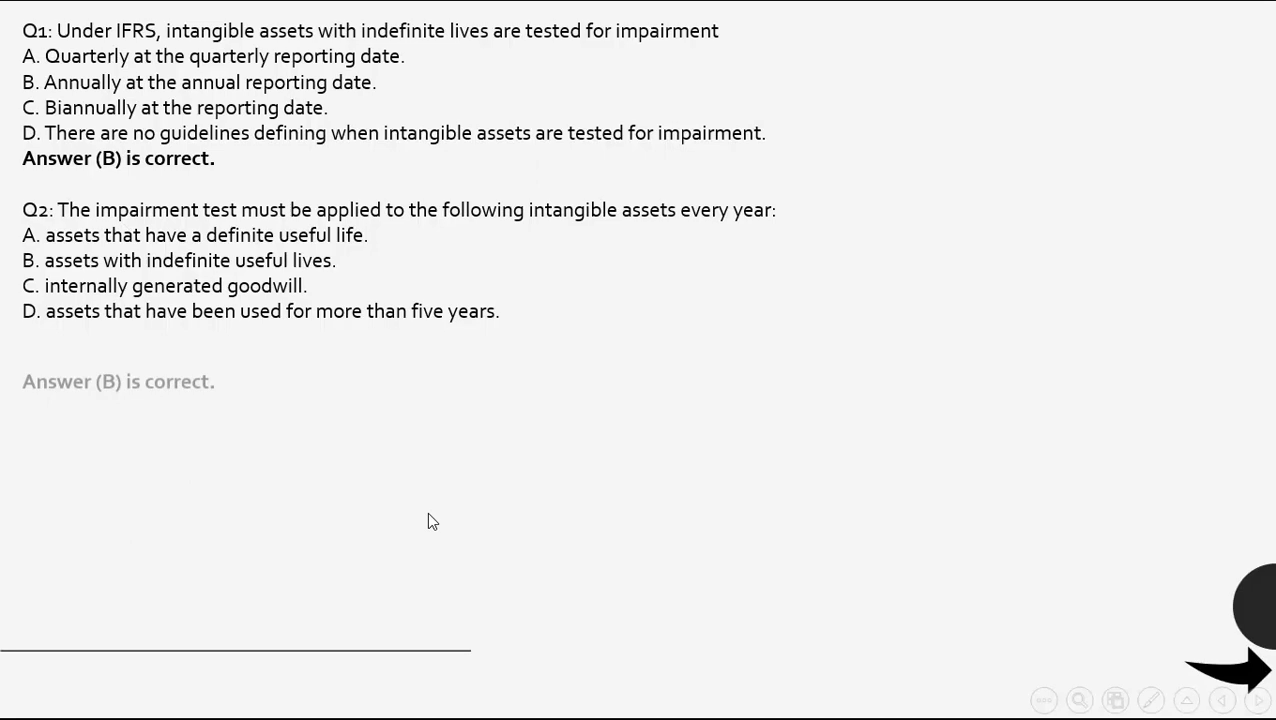 Q1: Under IFRS, intangible assets with indefinite lives are tested for impairment
A. Quarterly at the quarterly reporting date.
B. Annually at the annual reporting date.
C. Biannually at the reporting date.
D. There are no guidelines defining when intangible assets are tested for impairment.
Answer (B) is correct.
Q2: The impairment test must be applied to the following intangible assets every year:
A. assets that have a definite useful life.
B. assets with indefinite useful lives.
C. internally generated goodwill.
D. assets that have been used for more than five years.
Answer (B) is correct.